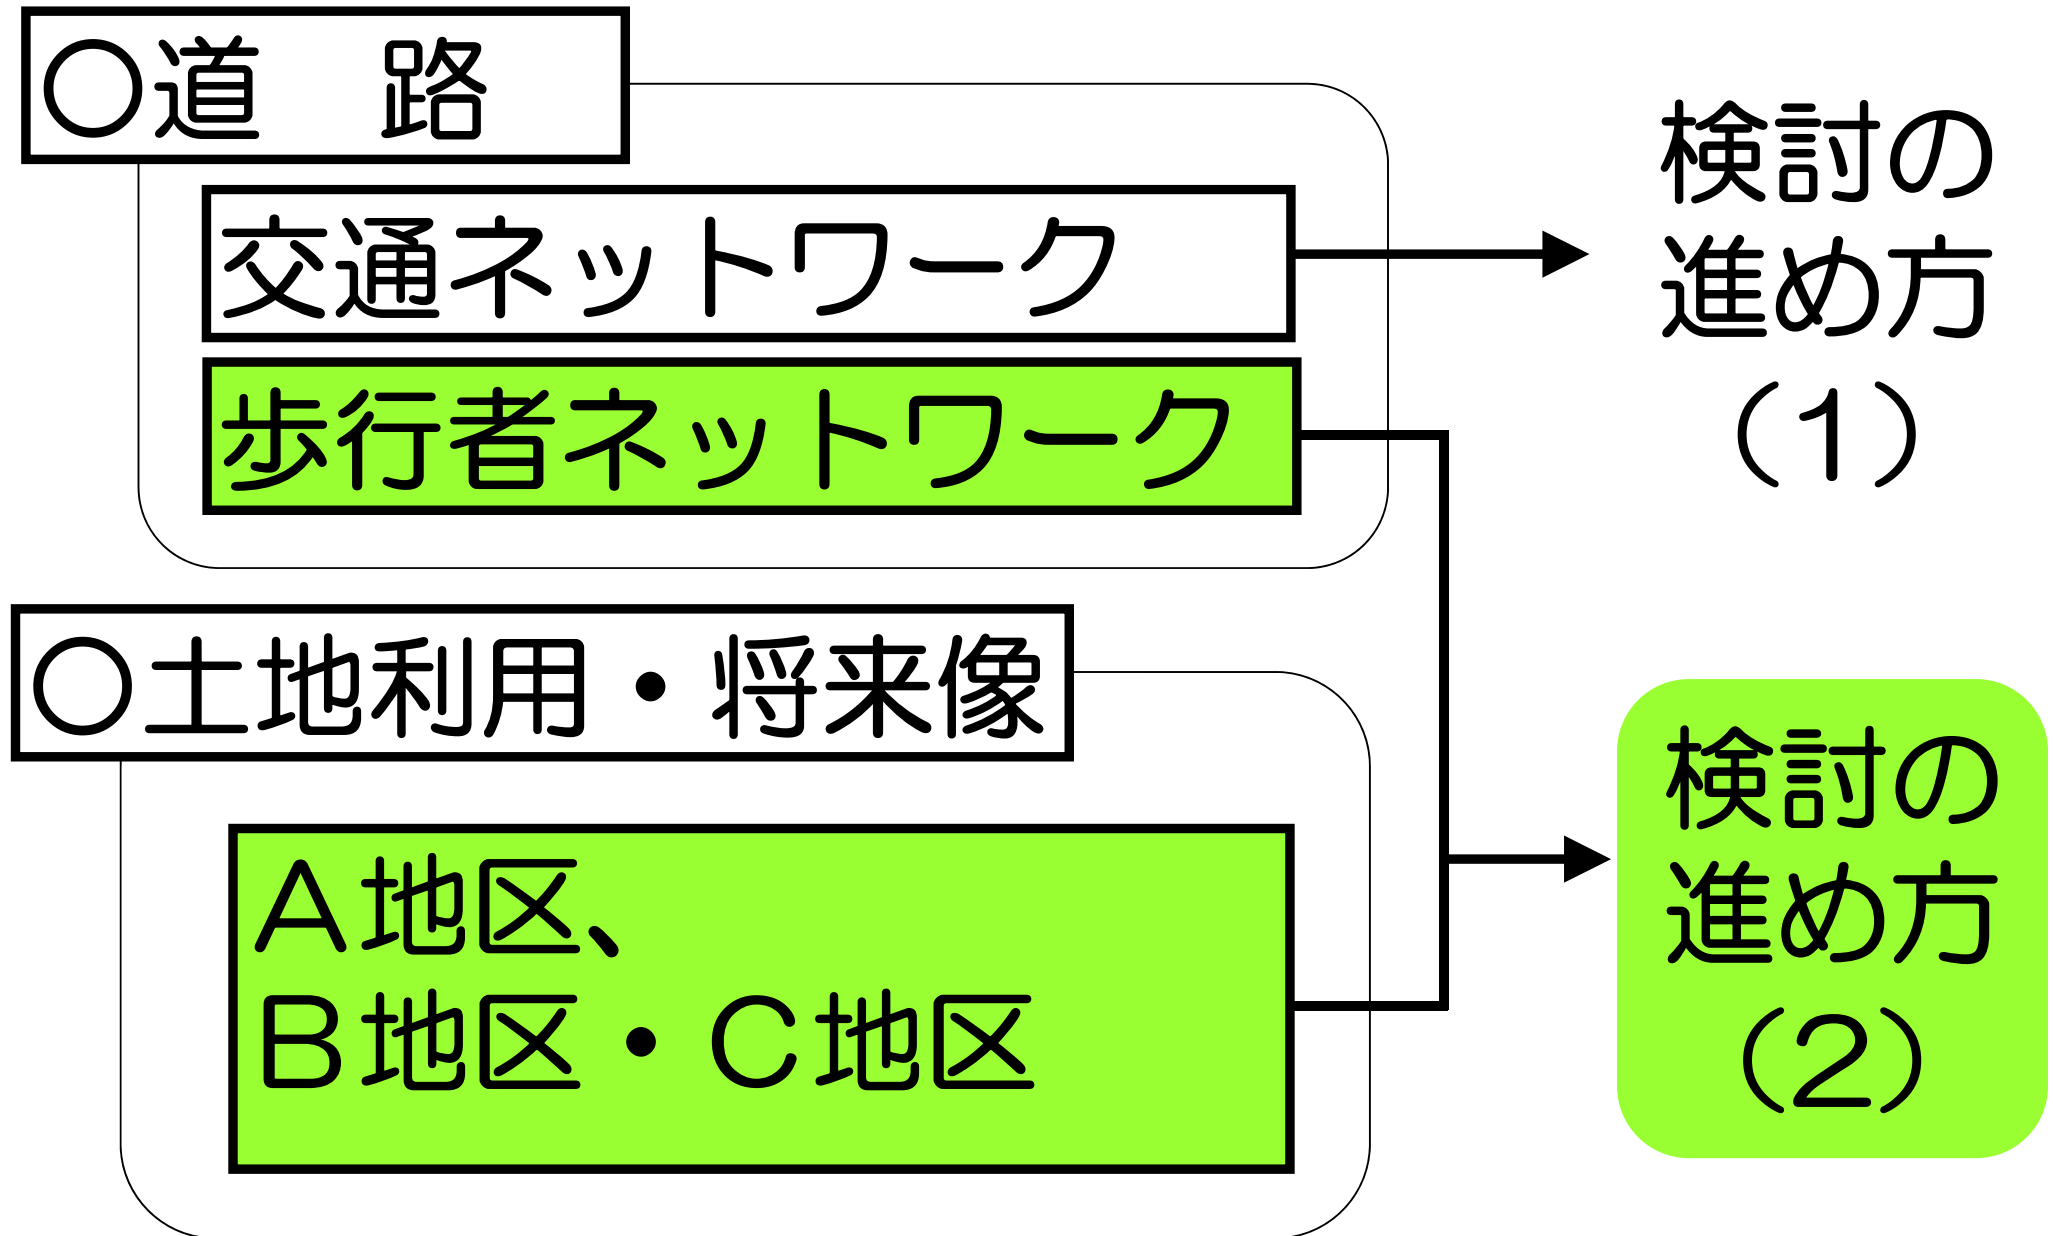 〇道　路
交通ネットワーク
歩行者ネットワーク
検討の
進め方
（１）
〇土地利用・将来像
Ａ地区、
Ｂ地区・Ｃ地区
検討の
進め方
（２）